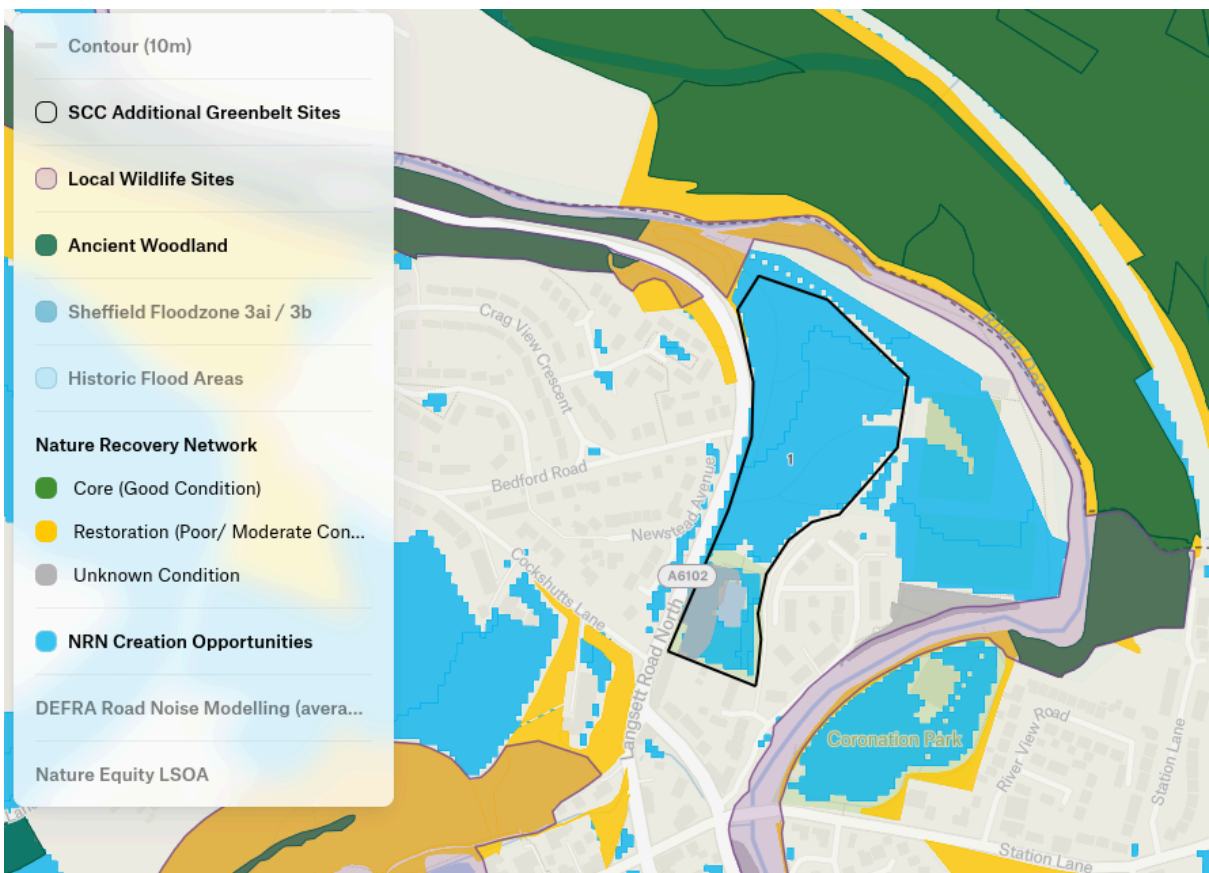 Contour (10m)
SCC Additional Greenbelt Sites
Local Wildlife Sites
Ancient Woodland
Sheffield Floodzone 3ai / 3b
Historic Flood Areas
Nature Recovery Network
Core (Good Condition)
Restoration (Poor/ Moderate Con...
Unknown Condition
NRN Creation Opportunities
DEFRA Road Noise Modelling (avera...
Nature Equity LSOA
River Don
Crag View Crescent
Bedford Road
Newstead Avenue
1
Cockshutts Lane
A6102
Langsett Road North
Coronation Park
River View Road
Station Lane
Station Lane